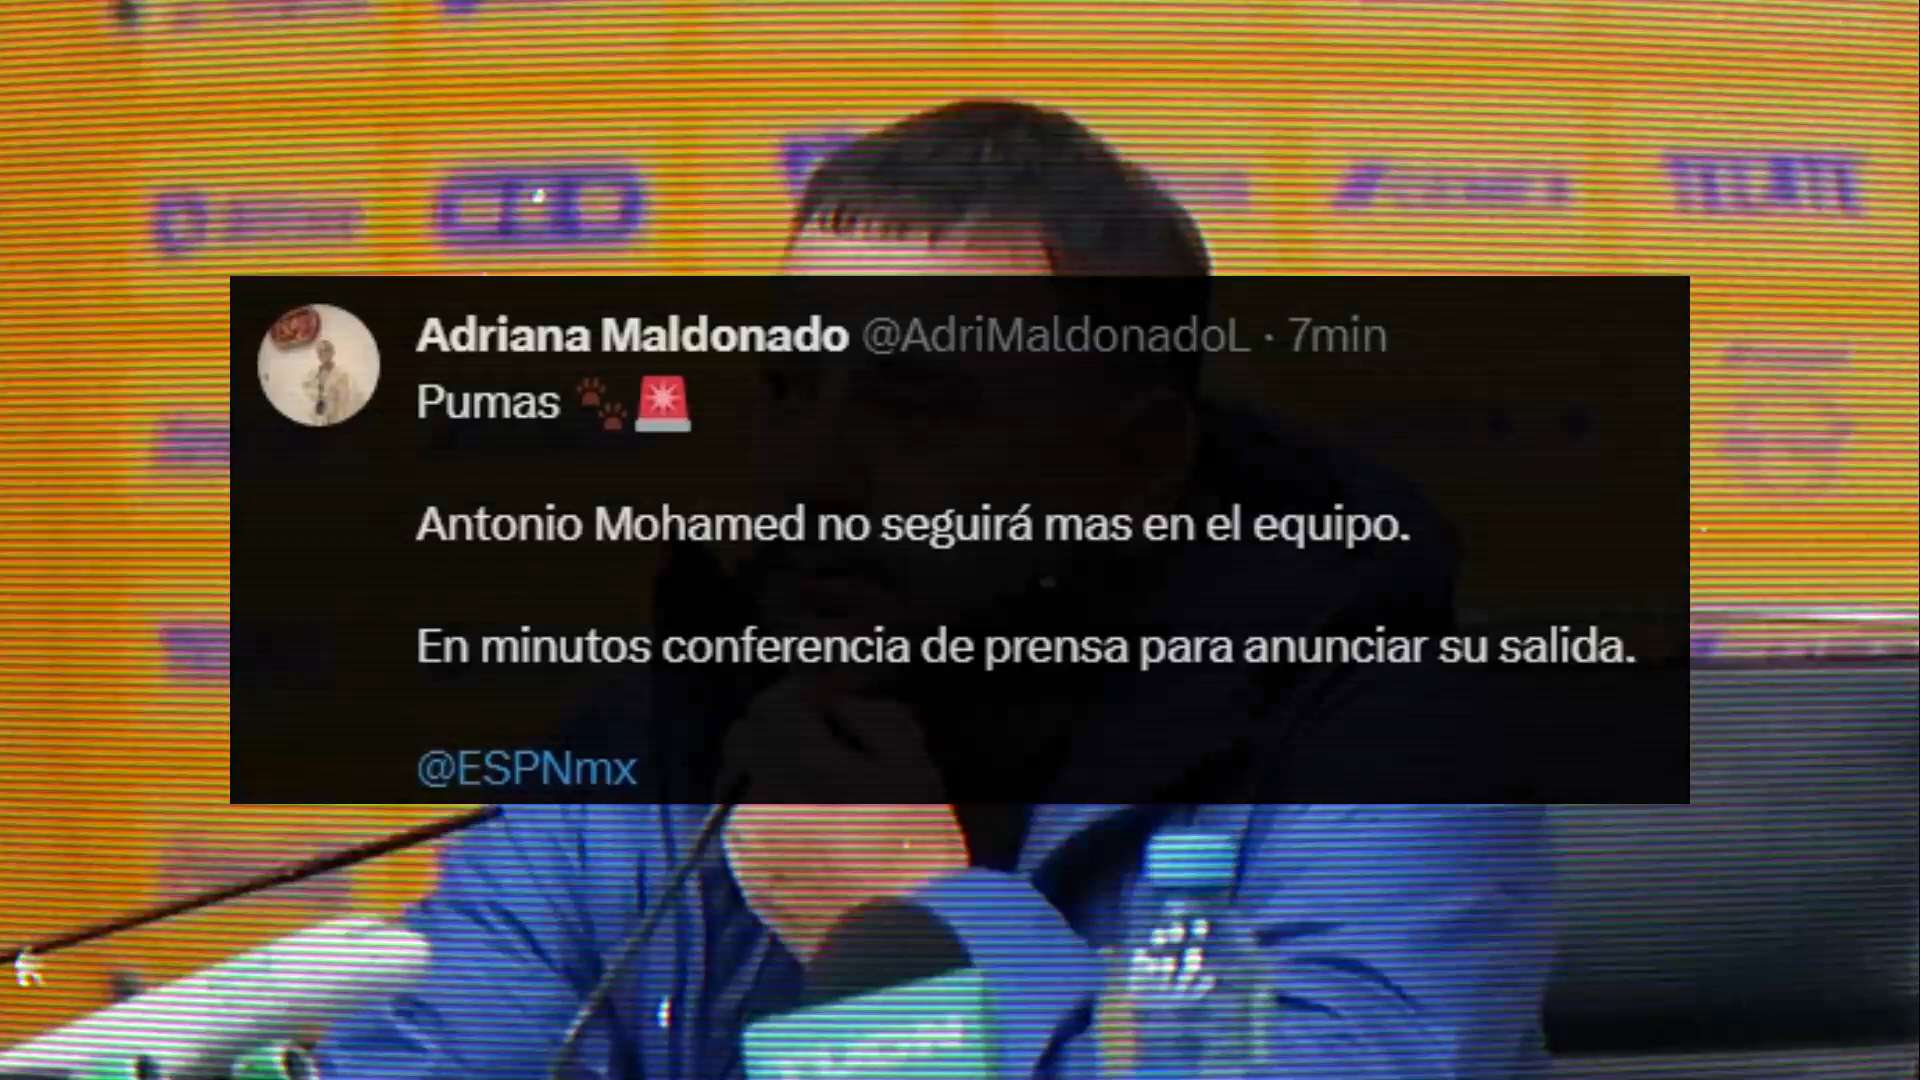 Adriana Maldonado @AdriMaldonadoL · 7min
Pumas 🐾🚨
Antonio Mohamed no seguirá mas en el equipo.
En minutos conferencia de prensa para anunciar su salida.
@ESPNmx